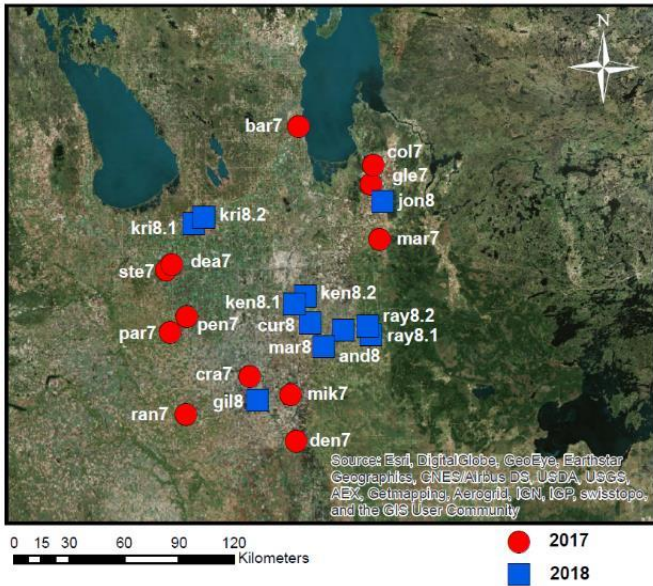 N
bar7
col7
gle7
jon8
kri8.2
kri8.1
mar7
dea7
ste7
ken8.2
ken8.1
pen7
par7
cur8
ray8.2
ray8.1
mar8
and8
cra7
mik7
gil8
ran7
den7
Source: Esri, DigitalGlobe, GeoEye, Earthstar
Geographics, CNES/Airbus DS, USDA, USGS,
AEX, Getmapping, Aerogrid, IGN, IGP, swisstopo,
and the GIS User Community
0 15 30 60 90 120
Kilometers
2017
2018